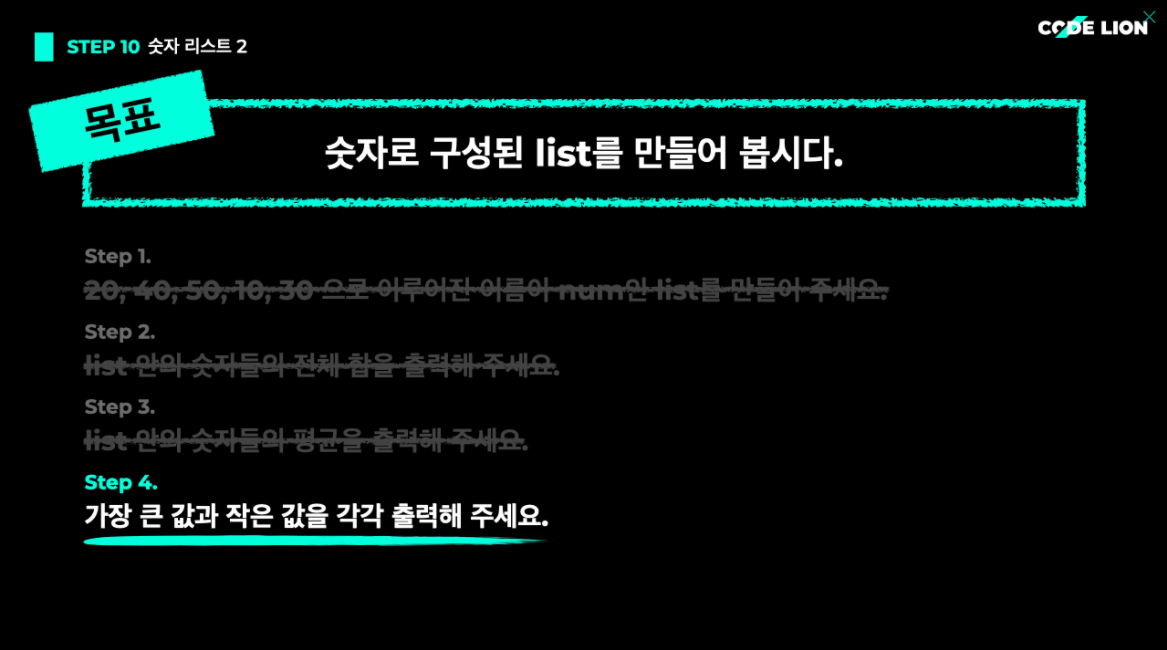 STEP 10 숫자 리스트 2
CODE LION
목표
숫자로 구성된 list를 만들어 봅시다.
Step 1.
20, 40, 50, 10, 30 으로 이루어진 이름이 num인 list를 만들어 주세요.
Step 2.
list 안의 숫자들의 전체 합을 출력해 주세요.
Step 3.
list 안의 숫자들의 평균을 출력해 주세요.
Step 4.
가장 큰 값과 작은 값을 각각 출력해 주세요.